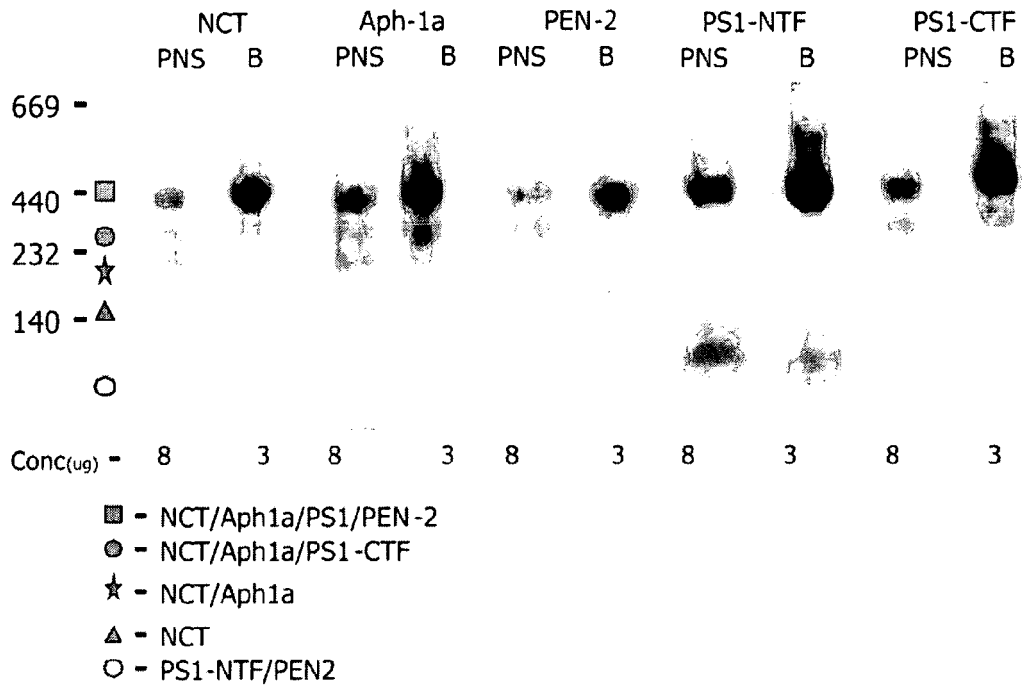 NCT Aph-1a PEN-2 PS1-NTF PS1-CTF
PNS B PNS B PNS B PNS B PNS B
669 -
440 -
232 -
140 -
Conc(ug) - 8 3 8 3 8 3 8 3 8 3
- NCT/Aph1a/PS1/PEN-2
- NCT/Aph1a/PS1-CTF
- NCT/Aph1a
- NCT
- PS1-NTF/PEN2